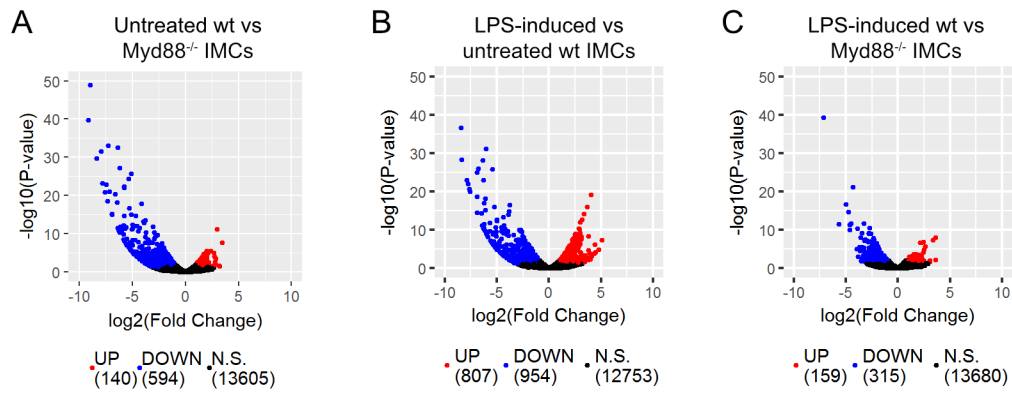 A
Untreated wt vs
Myd88-/- IMCs
50
40
30
20
10
0
-10
-5
0
5
10
-log10(P-value)
log2(Fold Change)
UP
(140)
DOWN
(594)
N.S.
(13605)
B
LPS-induced vs
untreated wt IMCs
50
40
30
20
10
0
-10
-5
0
5
10
-log10(P-value)
log2(Fold Change)
UP
(807)
DOWN
(954)
N.S.
(12753)
C
LPS-induced wt vs
Myd88-/- IMCs
50
40
30
20
10
0
-10
-5
0
5
10
-log10(P-value)
log2(Fold Change)
UP
(159)
DOWN
(315)
N.S.
(13680)